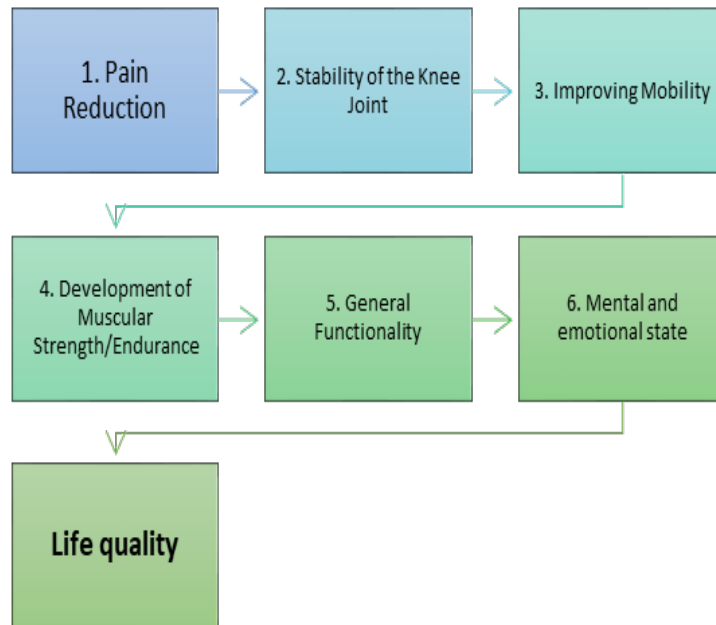 1. Pain
Reduction
2. Stability of the Knee
Joint
3. Improving Mobility
4. Development of
Muscular
Strength/Endurance
5. General
Functionality
6. Mental and
emotional state
Life quality